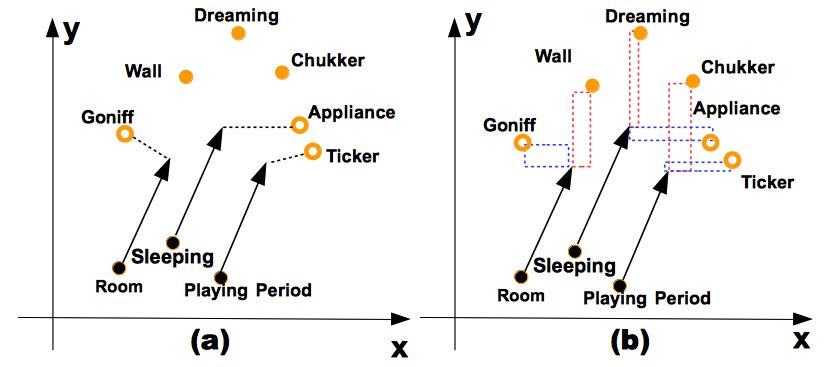 y
Dreaming
Wall
Chukker
Goniff
Appliance
Ticker
Sleeping
Room
Playing Period
x
(a)
y
Dreaming
Wall
Chukker
Appliance
Goniff
Ticker
Sleeping
Room
Playing Period
x
(b)